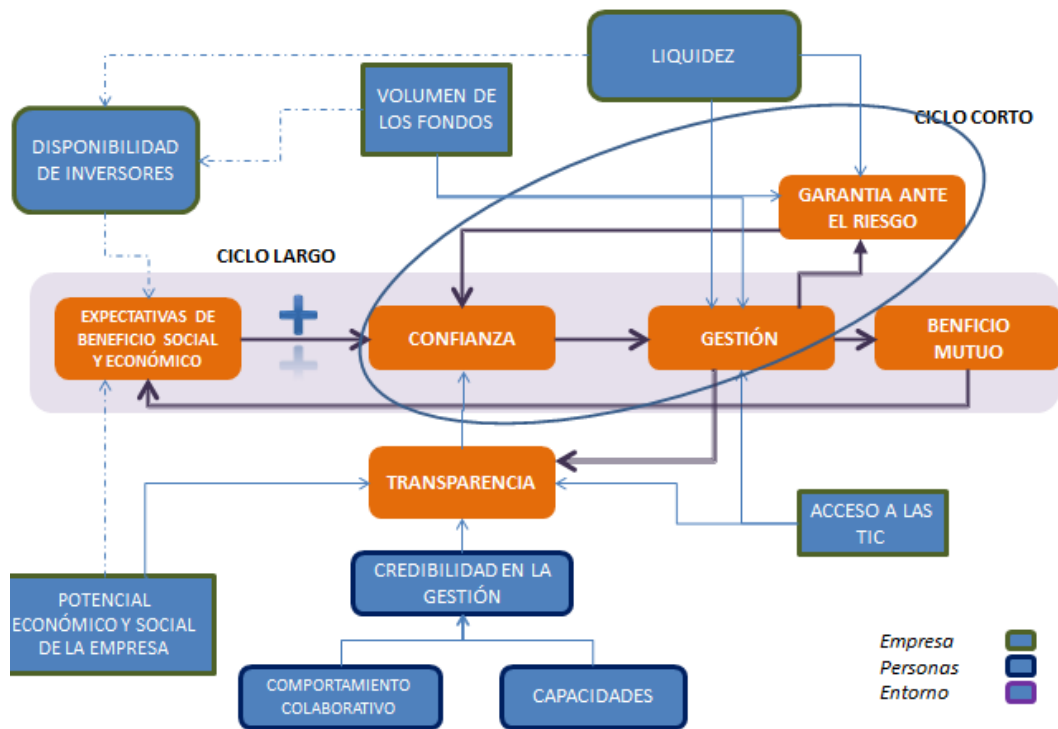 LIQUIDEZ
VOLUMEN DE
LOS FONDOS
CICLO CORTO
DISPONIBILIDAD
DE INVERSORES
GARANTIA ANTE
EL RIESGO
CICLO LARGO
EXPECTATIVAS DE
BENEFICIO SOCIAL
Y ECONÓMICO
CONFIANZA
GESTIÓN
BENFICIO
MUTUO
TRANSPARENCIA
ACCESO A LAS
TIC
CREDIBILIDAD EN LA
GESTIÓN
POTENCIAL
ECONÓMICO Y SOCIAL
DE LA EMPRESA
COMPORTAMIENTO
COLABORATIVO
CAPACIDADES
Empresa
Personas
Entorno